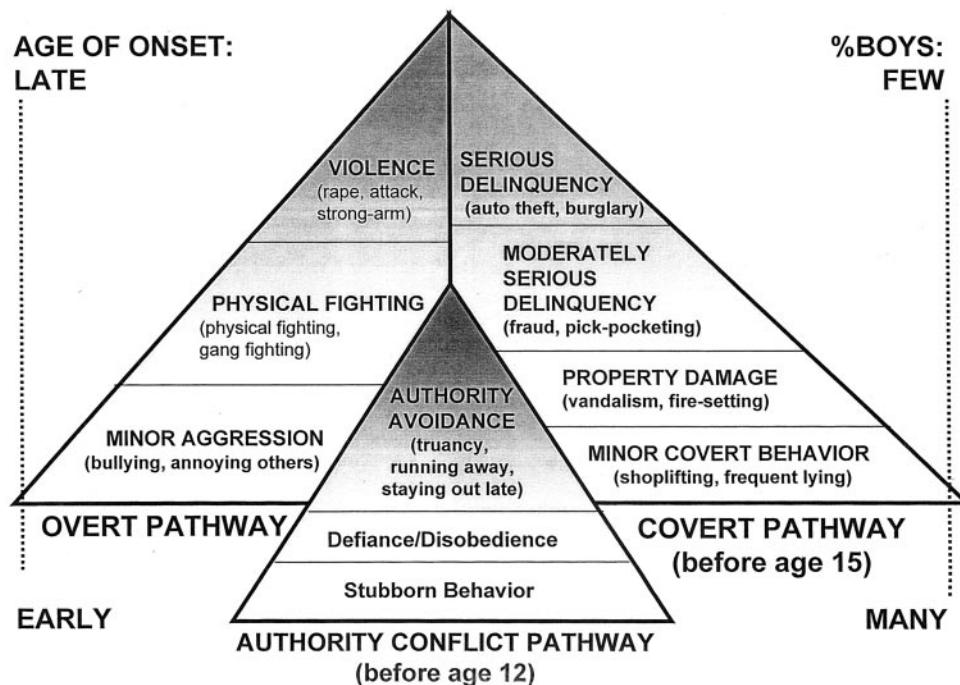 AGE OF ONSET:
LATE
%BOYS:
FEW
VIOLENCE
(rape, attack,
strong-arm)
SERIOUS
DELINQUENCY
(auto theft, burglary)
PHYSICAL FIGHTING
(physical fighting,
gang fighting)
MODERATELY
SERIOUS
DELINQUENCY
(fraud, pick-pocketing)
MINOR AGGRESSION
(bullying, annoying others)
AUTHORITY
AVOIDANCE
(truancy,
running away,
staying out late)
PROPERTY DAMAGE
(vandalism, fire-setting)
MINOR COVERT BEHAVIOR
(shoplifting, frequent lying)
OVERT PATHWAY
Defiance/Disobedience
Stubborn Behavior
COVERT PATHWAY
(before age 15)
EARLY
MANY
AUTHORITY CONFLICT PATHWAY
(before age 12)